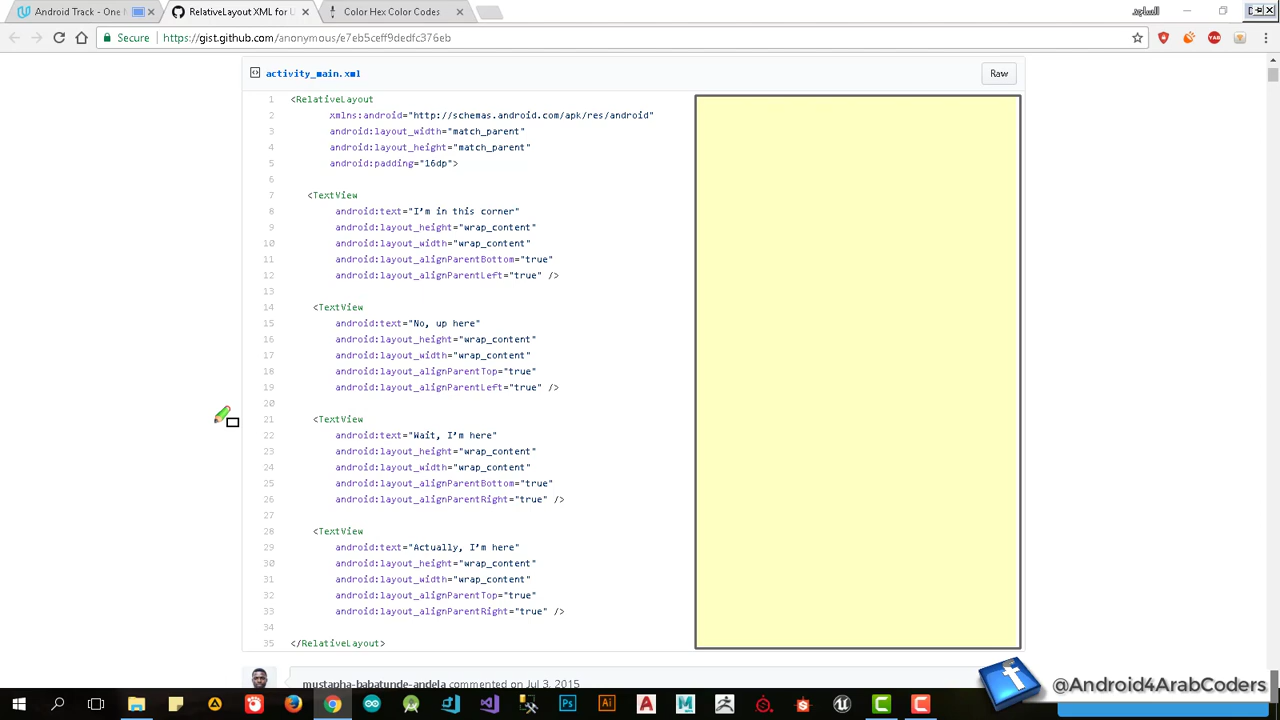 Android Track - One M
RelativeLayout XML for U
Color Hex Color Codes
الساجد
Secure
https://gist.github.com/anonymous/e7eb5ceff9dedfc376eb
activity_main.xml
Raw
1 <RelativeLayout
2 xmlns:android="http://schemas.android.com/apk/res/android"
3 android:layout_width="match_parent"
4 android:layout_height="match_parent"
5 android:padding="16dp">
6
7 <TextView
8 android:text="I'm in this corner"
9 android:layout_height="wrap_content"
10 android:layout_width="wrap_content"
11 android:layout_alignParentBottom="true"
12 android:layout_alignParentLeft="true" />
13
14 <TextView
15 android:text="No, up here"
16 android:layout_height="wrap_content"
17 android:layout_width="wrap_content"
18 android:layout_alignParentTop="true"
19 android:layout_alignParentLeft="true" />
20
21 <TextView
22 android:text="Wait, I'm here"
23 android:layout_height="wrap_content"
24 android:layout_width="wrap_content"
25 android:layout_alignParentBottom="true"
26 android:layout_alignParentRight="true" />
27
28 <TextView
29 android:text="Actually, I'm here"
30 android:layout_height="wrap_content"
31 android:layout_width="wrap_content"
32 android:layout_alignParentTop="true"
33 android:layout_alignParentRight="true" />
34
35 </RelativeLayout>
mustapha-babatunde-andela commented on Jul 3, 2015
@Android4ArabCoders